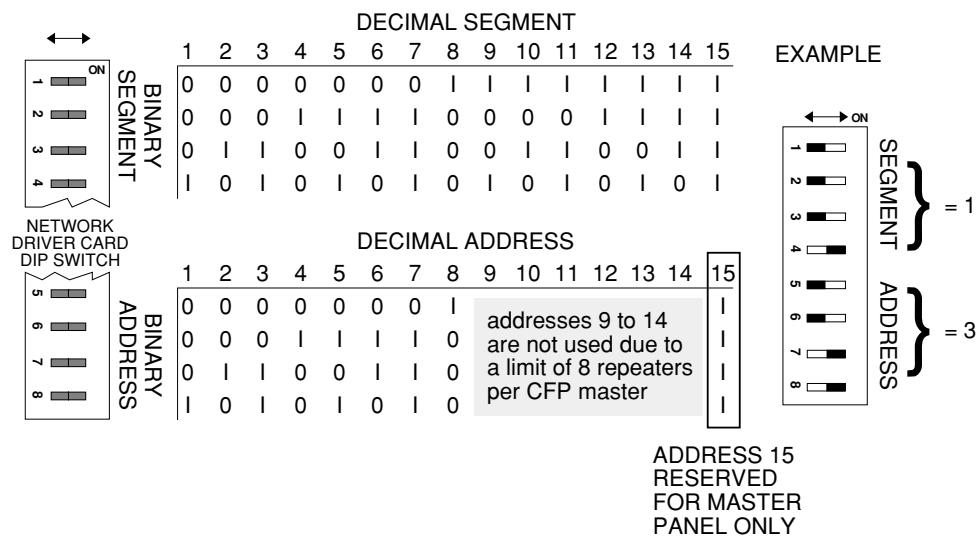 DECIMAL SEGMENT
1 2 3 4 5 6 7 8 9 10 11 12 13 14 15
ON
1
2
3
4
BINARY
SEGMENT
0 0 0 0 0 0 0 I I I I I I I I
0 0 0 I I I I 0 0 0 0 I I I I
0 I I 0 0 I I 0 0 I I 0 0 I I
I 0 I 0 I 0 I 0 I 0 I 0 I 0 I
NETWORK
DRIVER CARD
DIP SWITCH
DECIMAL ADDRESS
1 2 3 4 5 6 7 8 9 10 11 12 13 14 15
5
6
7
8
BINARY
ADDRESS
0 0 0 0 0 0 0 I I
0 0 0 I I I I 0 I
0 I I 0 0 I I 0 I
I 0 I 0 I 0 I 0 I
addresses 9 to 14
are not used due to
a limit of 8 repeaters
per CFP master
ADDRESS 15
RESERVED
FOR MASTER
PANEL ONLY
EXAMPLE
ON
1
2
3
4
5
6
7
8
SEGMENT
= 1
ADDRESS
= 3